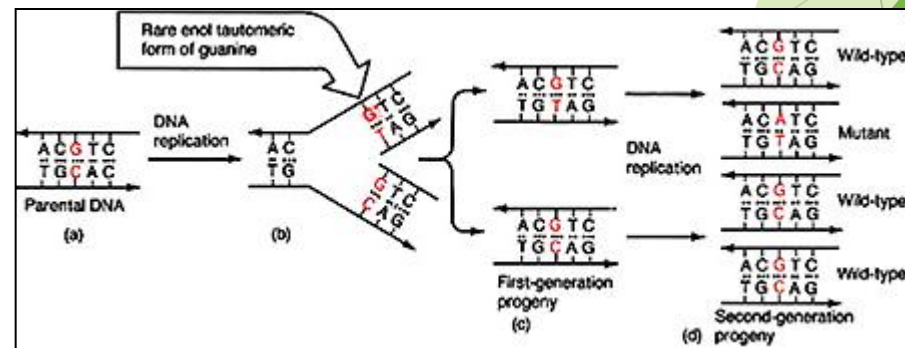 Rare enol tautomeric
form of guanine
A C G T C
T G C A C
Parental DNA
(a)
DNA
replication
A C
T G
G T C
T A G
G T C
C A G
(b)
A C G T C
T G T A G
A C G T C
T G C A G
First-generation
progeny
(c)
DNA
replication
A C G T C
T G C A G
Wild-type
A C A T C
T G T A G
Mutant
A C G T C
T G C A G
Wild-type
A C G T C
T G C A G
Wild-type
Second-generation
(d) progeny